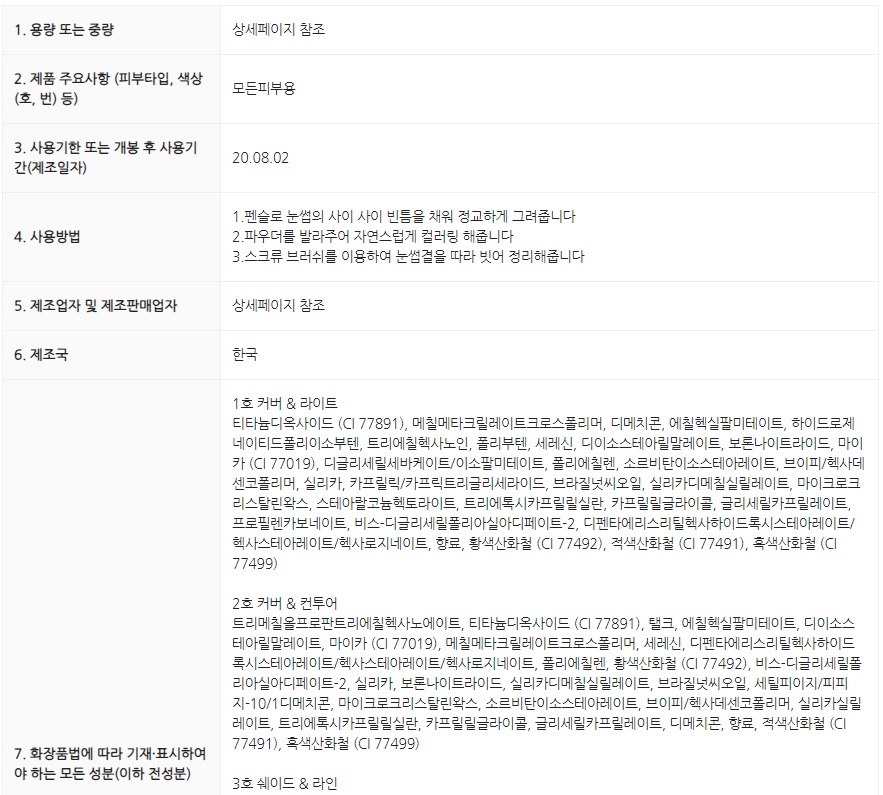 1. 용량 또는 중량
상세페이지 참조
2. 제품 주요사항 (피부타입, 색상
(호, 번) 등)
모든피부용
3. 사용기한 또는 개봉 후 사용기
간(제조일자)
20.08.02
4. 사용방법
1.펜슬로 눈썹의 사이 사이 빈틈을 채워 정교하게 그려줍니다
2.파우더를 발라주어 자연스럽게 컬러링 해줍니다
3.스크류 브러쉬를 이용하여 눈썹결을 따라 빗어 정리해줍니다
5. 제조업자 및 제조판매업자
상세페이지 참조
6. 제조국
한국
7. 화장품법에 따라 기재·표시하여
야 하는 모든 성분(이하 전성분)
1호 커버 & 라이트
티타늄디옥사이드 (CI 77891), 메칠메타크릴레이트크로스폴리머, 디메치콘, 에칠헥실팔미테이트, 하이드로제
네이티드폴리이소부텐, 트리에칠헥사노인, 폴리부텐, 세레신, 디이소스테아릴말레이트, 보론나이트라이드, 마이
카 (CI 77019), 디글리세릴세바케이트/이소팔미테이트, 폴리에칠렌, 소르비탄이소스테아레이트, 브이피/헥사데
센코폴리머, 실리카, 카프릴릭/카프릭트리글리세라이드, 브라질넛씨오일, 실리카디메칠실릴레이트, 마이크로크
리스탈린왁스, 스테아랄코늄헥토라이트, 트리에톡시카프릴릴실란, 카프릴릴글라이콜, 글리세릴카프릴레이트,
프로필렌카보네이트, 비스-디글리세릴폴리아실아디페이트-2, 디펜타에리스리틸헥사하이드록시스테아레이트/
헥사스테아레이트/헥사로지네이트, 향료, 황색산화철 (CI 77492), 적색산화철 (CI 77491), 흑색산화철 (CI
77499)
2호 커버 & 컨투어
트리메칠올프로판트리에칠헥사노에이트, 티타늄디옥사이드 (CI 77891), 탤크, 에칠헥실팔미테이트, 디이소스
테아릴말레이트, 마이카 (CI 77019), 메칠메타크릴레이트크로스폴리머, 세레신, 디펜타에리스리틸헥사하이드
록시스테아레이트/헥사스테아레이트/헥사로지네이트, 폴리에칠렌, 황색산화철 (CI 77492), 비스-디글리세릴폴
리아실아디페이트-2, 실리카, 보론나이트라이드, 실리카디메칠실릴레이트, 브라질넛씨오일, 세틸피이지/피피
지-10/1디메치콘, 마이크로크리스탈린왁스, 소르비탄이소스테아레이트, 브이피/헥사데센코폴리머, 실리카실릴
레이트, 트리에톡시카프릴릴실란, 카프릴릴글라이콜, 글리세릴카프릴레이트, 디메치콘, 향료, 적색산화철 (CI
77491), 흑색산화철 (CI 77499)
3호 쉐이드 & 라인